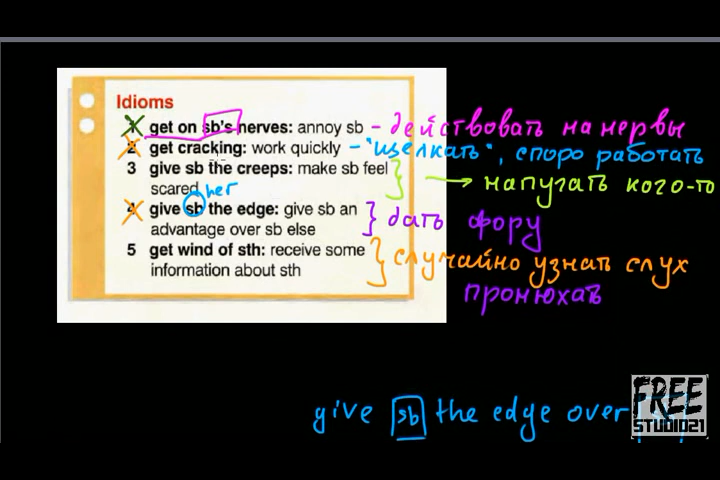 Idioms
1 get on sb's nerves: annoy sb - действовать на нервы
2 get cracking: work quickly - "щелкать", споро работать
3 give sb the creeps: make sb feel
scared → напугать кого-то
her
4 give sb the edge: give sb an
advantage over sb else } дать фору
5 get wind of sth: receive some
information about sth } случайно узнать слух
пронюхать
give sb the edge over
FREE
STUDIO21